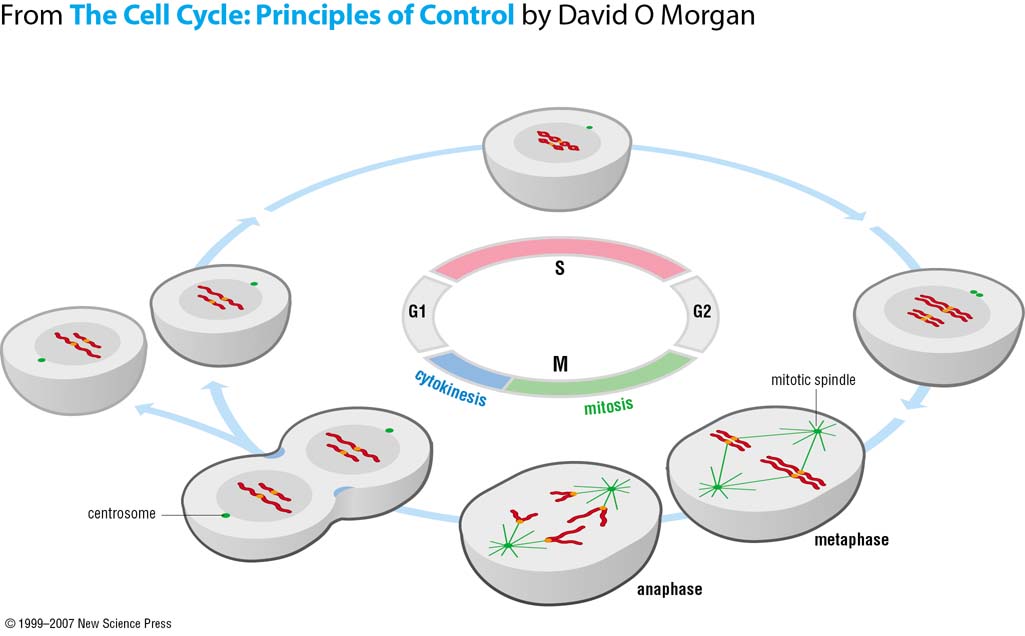 From The Cell Cycle: Principles of Control by David O Morgan
S
G1
G2
M
cytokinesis
mitosis
mitotic spindle
centrosome
metaphase
anaphase
© 1999–2007 New Science Press